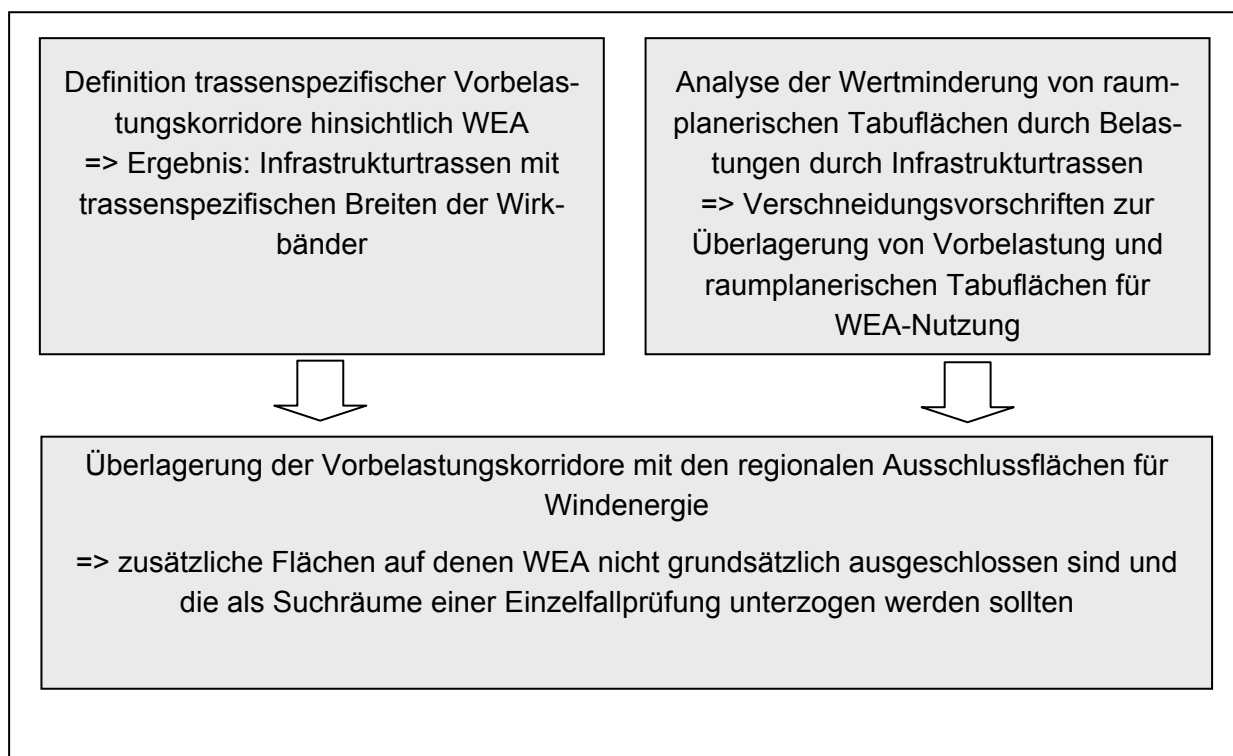 Definition trassenspezifischer Vorbelas-
tungskorridore hinsichtlich WEA
=> Ergebnis: Infrastrukturtrassen mit
trassenspezifischen Breiten der Wirk-
bänder
Analyse der Wertminderung von raum-
planerischen Tabuflächen durch Belas-
tungen durch Infrastrukturtrassen
=> Verschneidungsvorschriften zur
Überlagerung von Vorbelastung und
raumplanerischen Tabuflächen für
WEA-Nutzung
Überlagerung der Vorbelastungskorridore mit den regionalen Ausschlussflächen für
Windenergie
=> zusätzliche Flächen auf denen WEA nicht grundsätzlich ausgeschlossen sind und
die als Suchräume einer Einzelfallprüfung unterzogen werden sollten